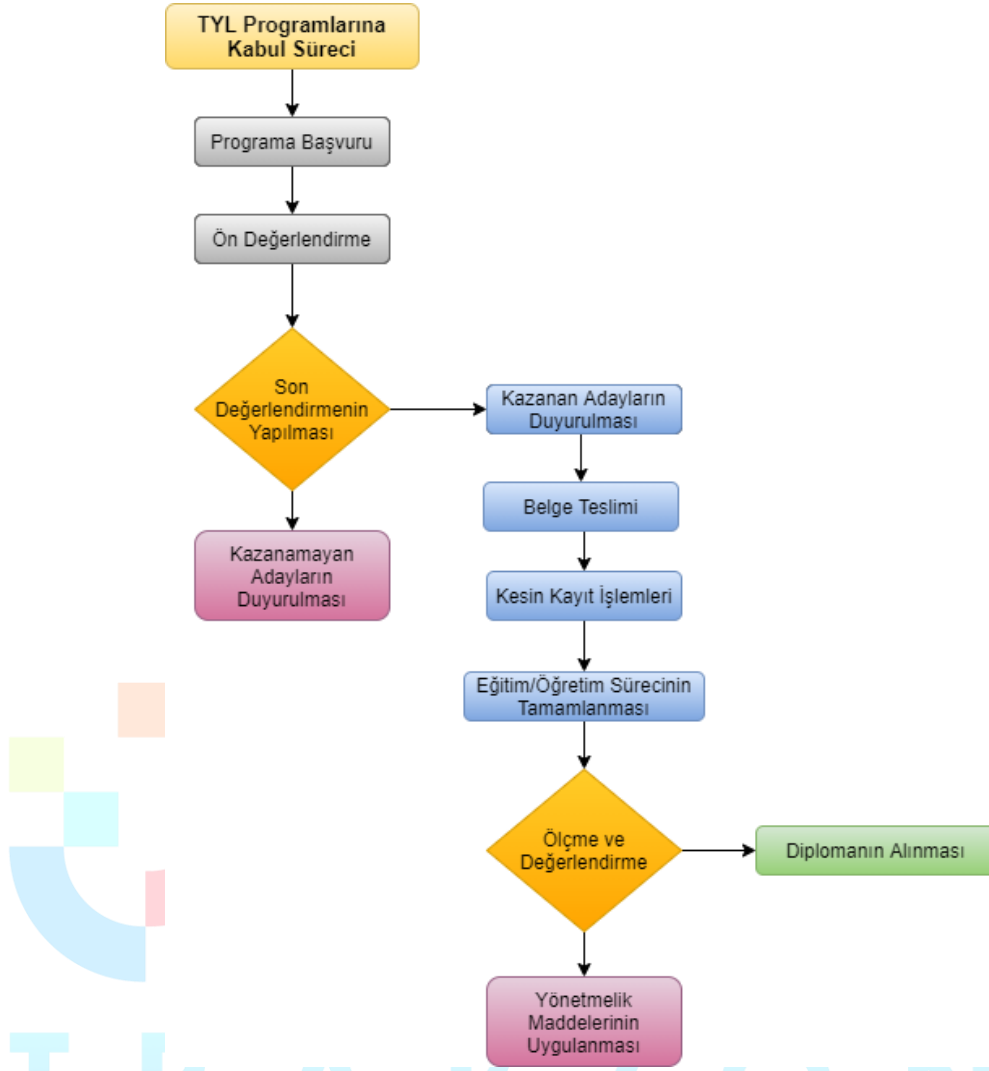 TYL Programlarına
Kabul Süreci
Programa Başvuru
Ön Değerlendirme
Son
Değerlendirmenin
Yapılması
Kazanan Adayların
Duyurulması
Belge Teslimi
Kazanamayan
Adayların
Duyurulması
Kesin Kayıt İşlemleri
Eğitim/Öğretim Sürecinin
Tamamlanması
Ölçme ve
Değerlendirme
Diplomanın Alınması
Yönetmelik
Maddelerinin
Uygulanması